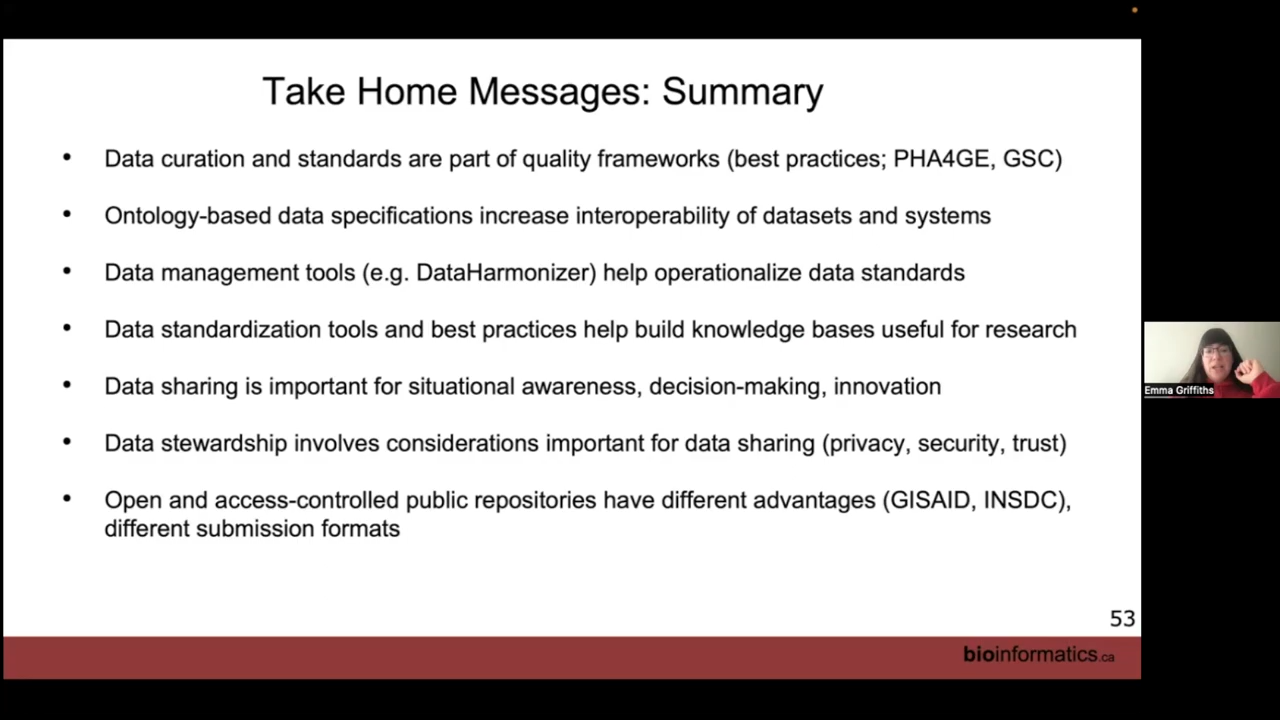 Take Home Messages: Summary
• Data curation and standards are part of quality frameworks (best practices; PHA4GE, GSC)
• Ontology-based data specifications increase interoperability of datasets and systems
• Data management tools (e.g. DataHarmonizer) help operationalize data standards
• Data standardization tools and best practices help build knowledge bases useful for research
• Data sharing is important for situational awareness, decision-making, innovation
• Data stewardship involves considerations important for data sharing (privacy, security, trust)
• Open and access-controlled public repositories have different advantages (GISAID, INSDC),
different submission formats
Emma Griffiths
53
bioinformatics.ca